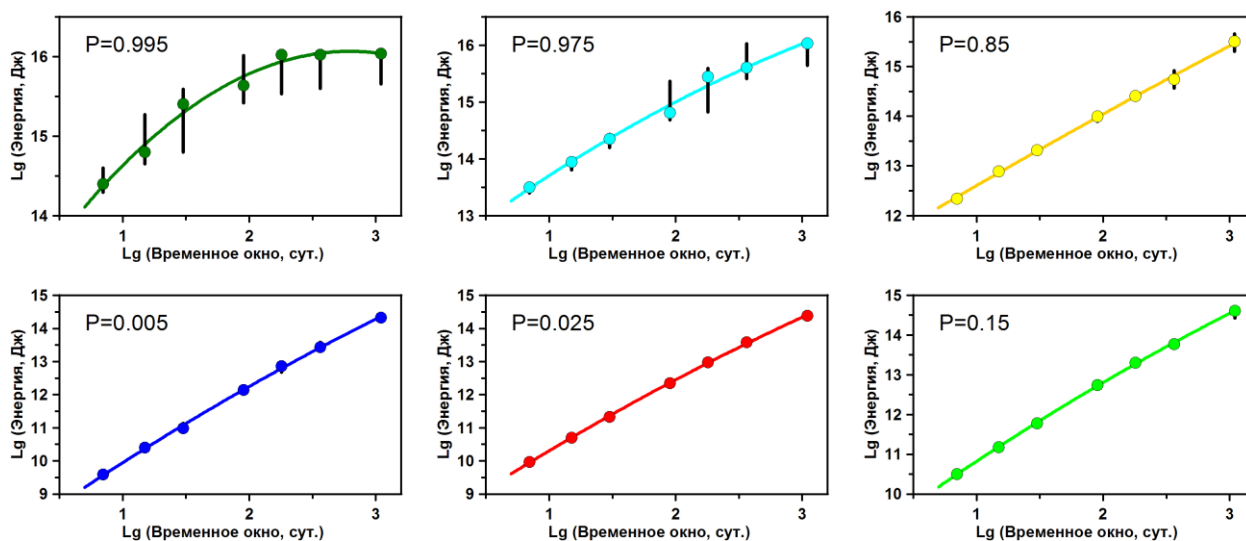 P=0.995
Lg (Энергия, Дж)
16
15
14
1 2 3
Lg (Временное окно, сут.)
P=0.975
Lg (Энергия, Дж)
16
15
14
13
1 2 3
Lg (Временное окно, сут.)
P=0.85
Lg (Энергия, Дж)
16
15
14
13
12
1 2 3
Lg (Временное окно, сут.)
P=0.005
Lg (Энергия, Дж)
15
14
13
12
11
10
9
1 2 3
Lg (Временное окно, сут.)
P=0.025
Lg (Энергия, Дж)
15
14
13
12
11
10
9
1 2 3
Lg (Временное окно, сут.)
P=0.15
Lg (Энергия, Дж)
15
14
13
12
11
10
1 2 3
Lg (Временное окно, сут.)